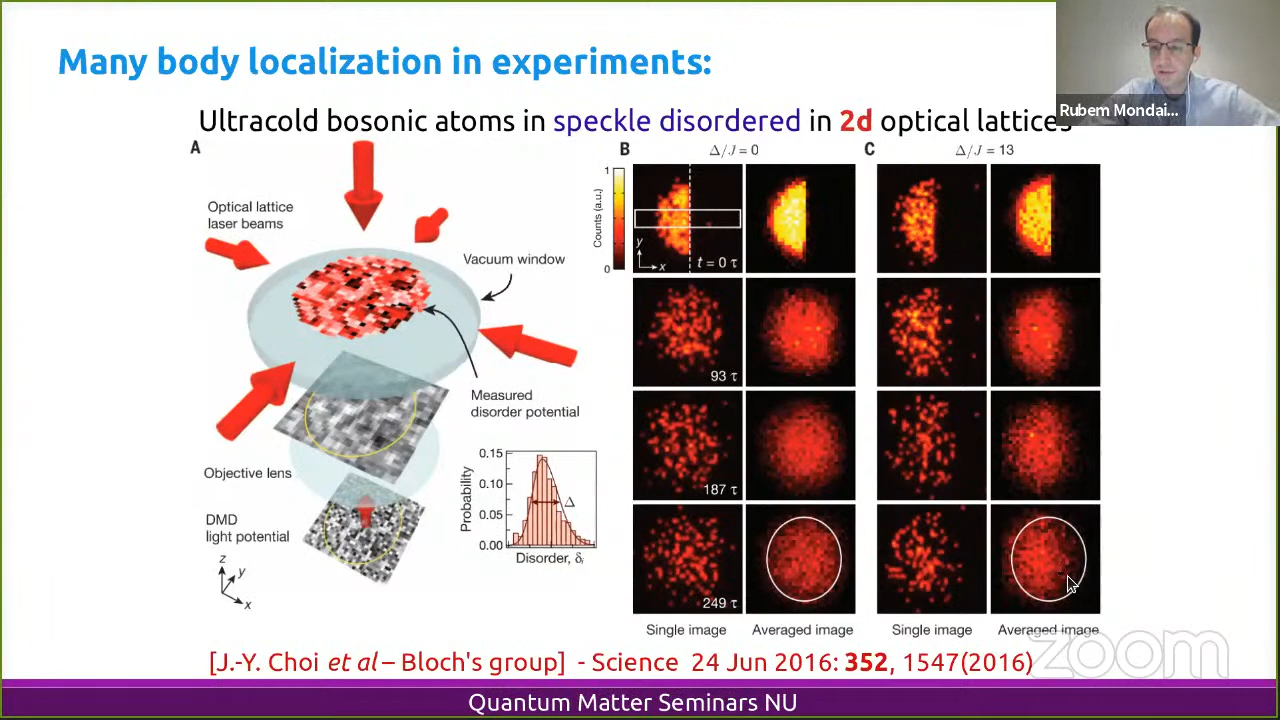 Many body localization in experiments:
Rubem Mondai...
Ultracold bosonic atoms in speckle disordered in 2d optical lattices
A
Optical lattice
laser beams
Vacuum window
Measured
disorder potential
Objective lens
DMD
light potential
z
y
x
Probability
0.15
0.10
0.05
0.00
Δ
Disorder, δi
B
Δ/J = 0
C
Δ/J = 13
1
Counts (a.u.)
0
y
x
t = 0 τ
93 τ
187 τ
249 τ
Single image
Averaged image
Single image
Averaged image
zoom
[J.-Y. Choi et al – Bloch's group] - Science 24 Jun 2016: 352, 1547(2016)
Quantum Matter Seminars NU